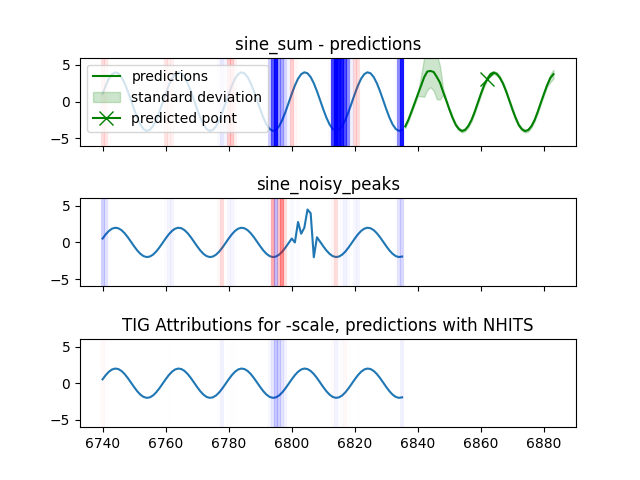 sine_sum - predictions
5
0
−5
predictions
standard deviation
predicted point
sine_noisy_peaks
5
0
−5
TIG Attributions for -scale, predictions with NHITS
5
0
−5
6740 6760 6780 6800 6820 6840 6860 6880